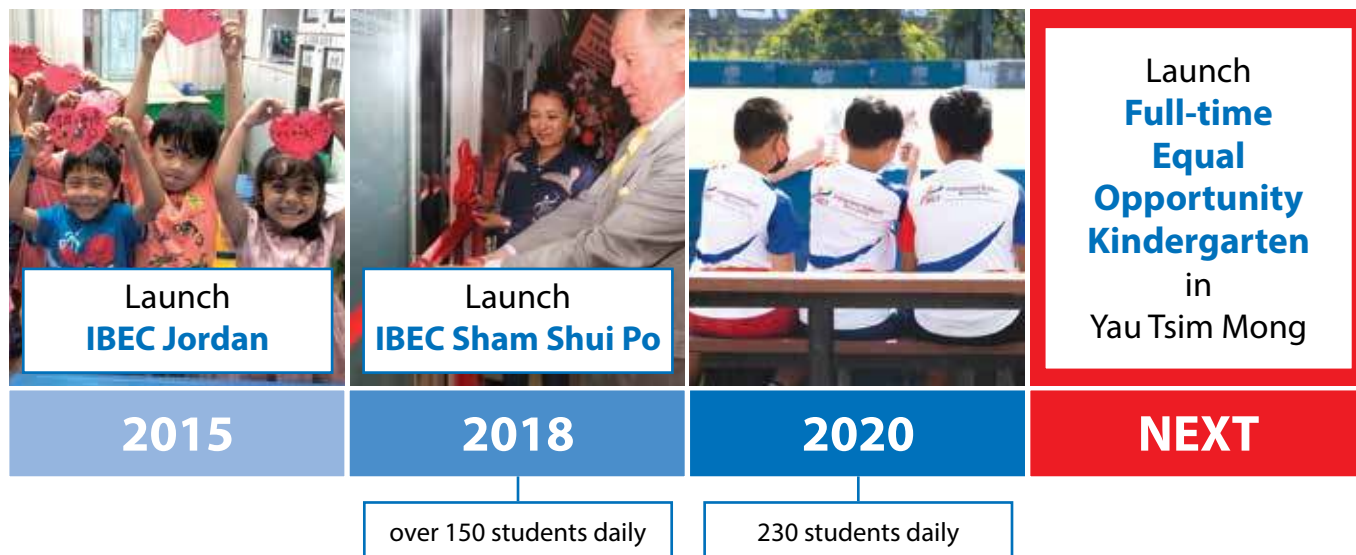 Launch
IBEC Jordan
Launch
IBEC Sham Shui Po
Launch
Full-time
Equal
Opportunity
Kindergarten
in
Yau Tsim Mong
2015
2018
2020
NEXT
over 150 students daily
230 students daily